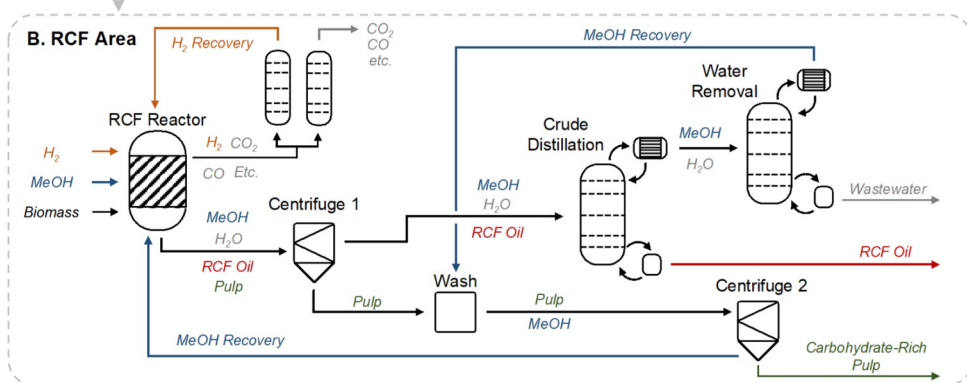 B. RCF Area
H2 Recovery
CO2
CO
etc.
MeOH Recovery
Water
Removal
RCF Reactor
H2
MeOH
Biomass
H2 CO2
CO Etc.
Crude
Distillation
MeOH
H2O
Wastewater
Centrifuge 1
MeOH
H2O
RCF Oil
Pulp
MeOH
H2O
RCF Oil
RCF Oil
Wash
Pulp
Pulp
MeOH
Centrifuge 2
MeOH Recovery
Carbohydrate-Rich
Pulp